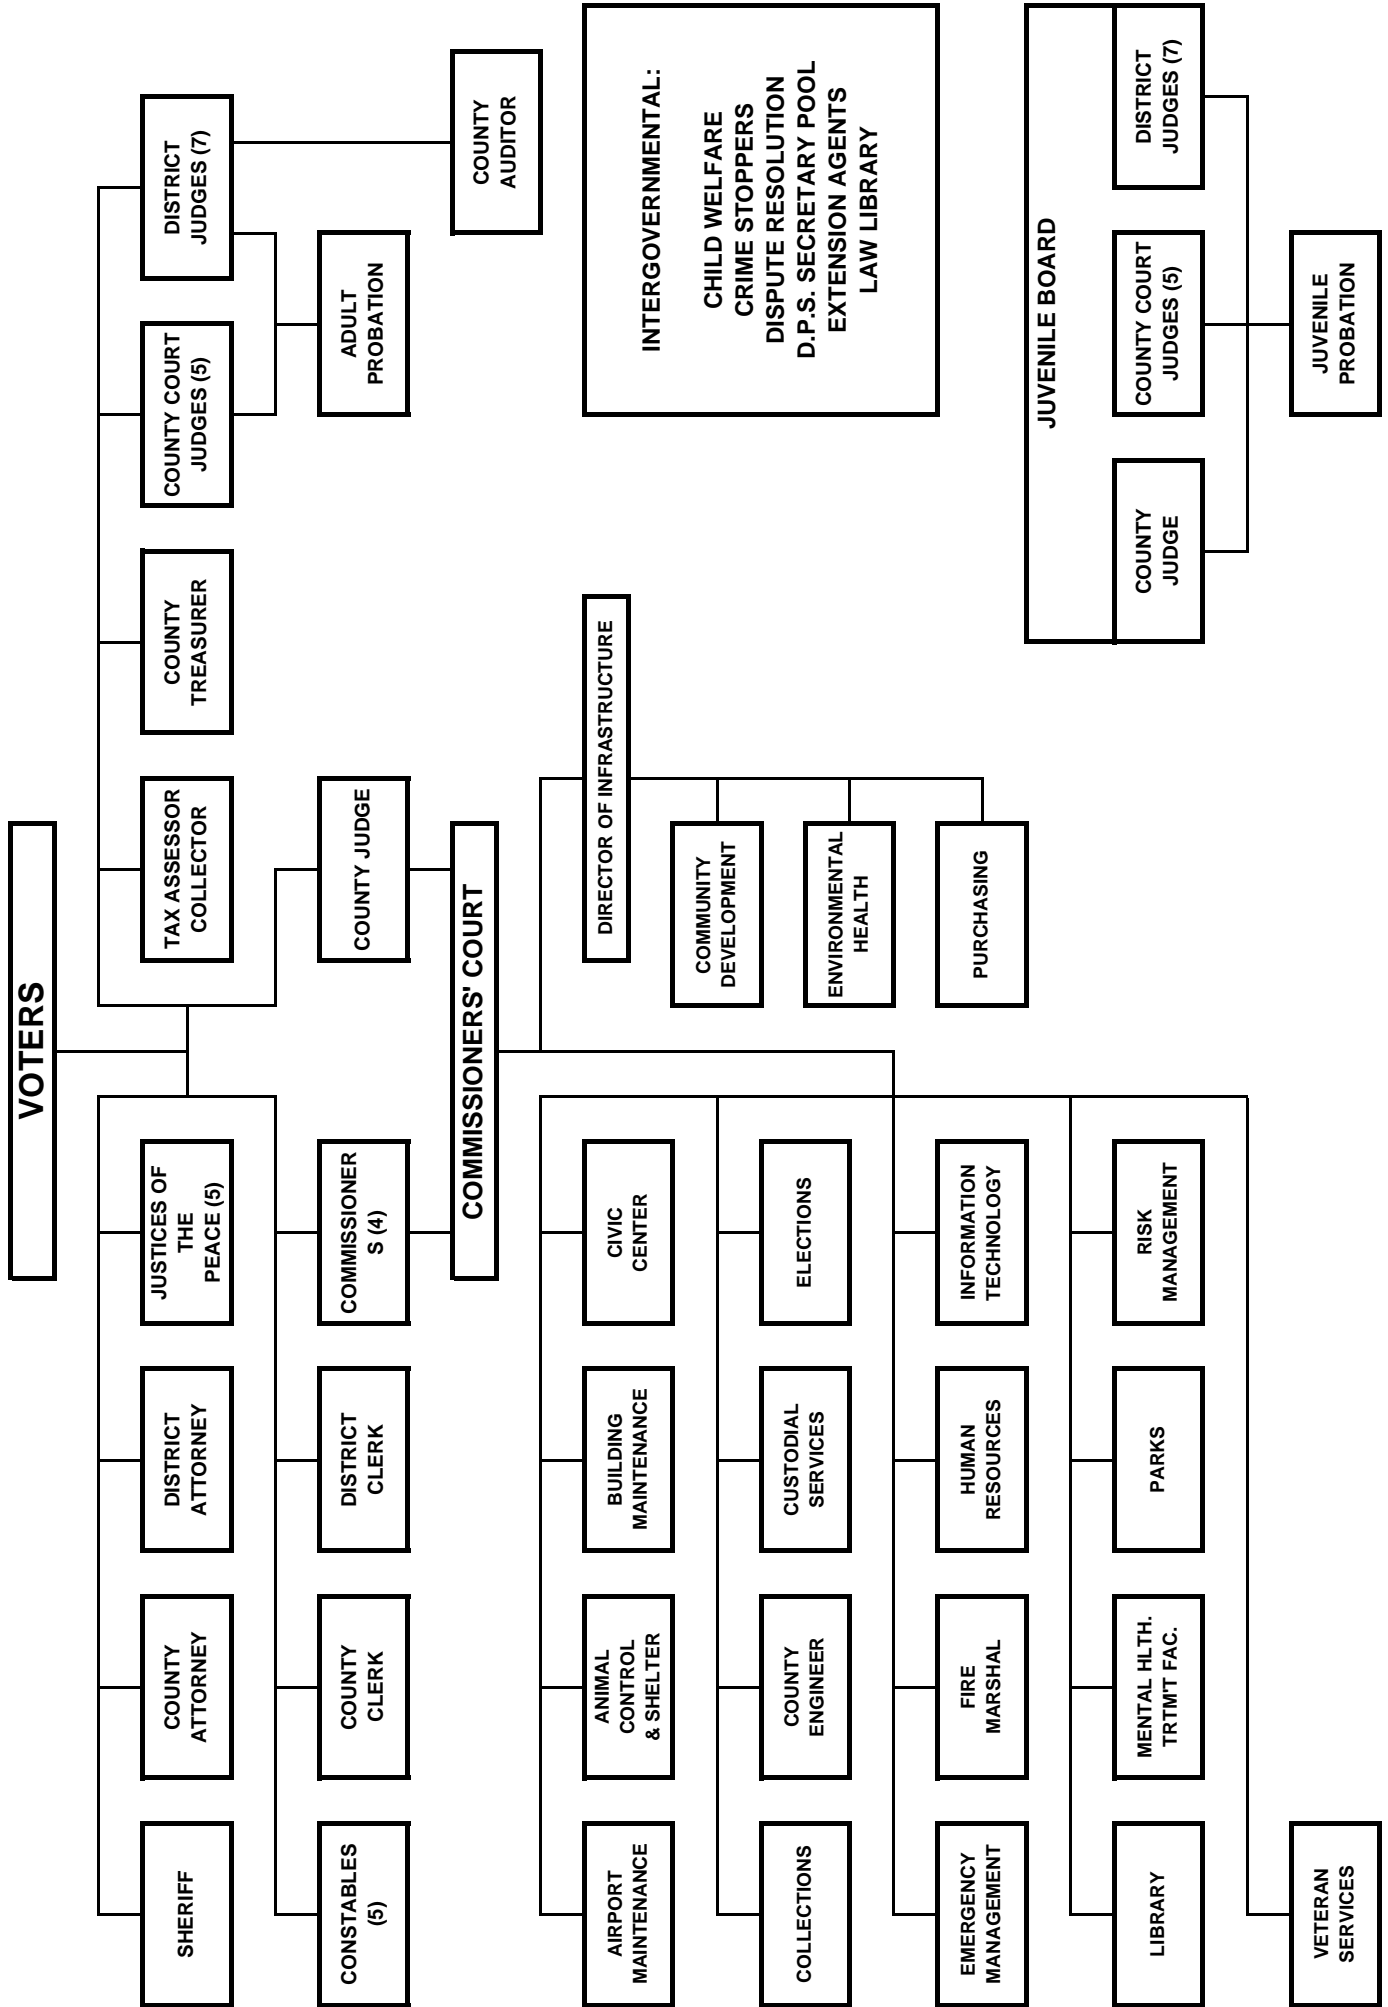 VOTERS
SHERIFF
COUNTY
ATTORNEY
DISTRICT
ATTORNEY
JUSTICES OF
THE
PEACE (5)
TAX ASSESSOR
COLLECTOR
COUNTY
TREASURER
COUNTY COURT
JUDGES (5)
DISTRICT
JUDGES (7)
CONSTABLES
(5)
COUNTY
CLERK
DISTRICT
CLERK
COMMISSIONER
S (4)
COUNTY JUDGE
ADULT
PROBATION
COMMISSIONERS' COURT
COUNTY
AUDITOR
AIRPORT
MAINTENANCE
ANIMAL
CONTROL
& SHELTER
BUILDING
MAINTENANCE
CIVIC
CENTER
DIRECTOR OF INFRASTRUCTURE
COLLECTIONS
COUNTY
ENGINEER
CUSTODIAL
SERVICES
ELECTIONS
COMMUNITY
DEVELOPMENT
ENVIRONMENTAL
HEALTH
EMERGENCY
MANAGEMENT
FIRE
MARSHAL
HUMAN
RESOURCES
INFORMATION
TECHNOLOGY
PURCHASING
LIBRARY
MENTAL HLTH.
TRTM'T FAC.
PARKS
RISK
MANAGEMENT
VETERAN
SERVICES
INTERGOVERNMENTAL:
CHILD WELFARE
CRIME STOPPERS
DISPUTE RESOLUTION
D.P.S. SECRETARY POOL
EXTENSION AGENTS
LAW LIBRARY
JUVENILE BOARD
COUNTY
JUDGE
COUNTY COURT
JUDGES (5)
DISTRICT
JUDGES (7)
JUVENILE
PROBATION